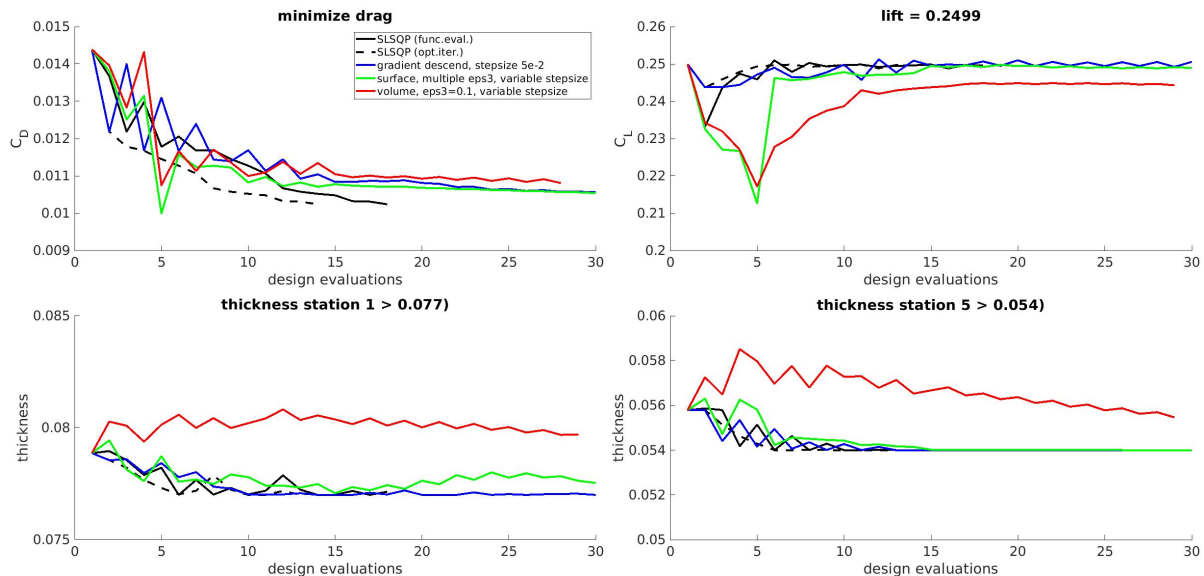 minimize drag
0.015
0.014
0.013
0.012
0.011
0.01
0.009
C_D
SLSQP (func.eval.)
SLSQP (opt.iter.)
gradient descend, stepsize 5e-2
surface, multiple eps3, variable stepsize
volume, eps3=0.1, variable stepsize
0 5 10 15 20 25 30
design evaluations
lift = 0.2499
0.26
0.25
0.24
0.23
0.22
0.21
0.2
C_L
0 5 10 15 20 25 30
design evaluations
thickness station 1 > 0.077)
0.085
0.08
0.075
thickness
0 5 10 15 20 25 30
design evaluations
thickness station 5 > 0.054)
0.06
0.058
0.056
0.054
0.052
0.05
thickness
0 5 10 15 20 25 30
design evaluations